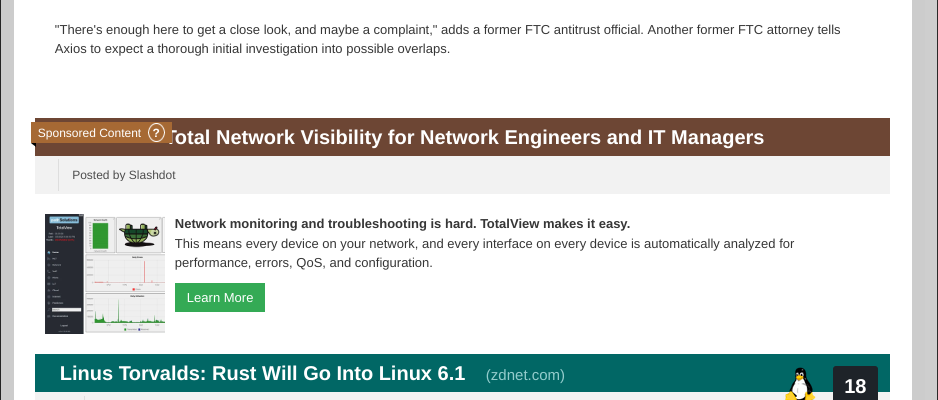 "There's enough here to get a close look, and maybe a complaint," adds a former FTC antitrust official. Another former FTC attorney tells
Axios to expect a thorough initial investigation into possible overlaps.
Sponsored Content ?
Total Network Visibility for Network Engineers and IT Managers
Posted by Slashdot
Network monitoring and troubleshooting is hard. TotalView makes it easy.
This means every device on your network, and every interface on every device is automatically analyzed for
performance, errors, QoS, and configuration.
Learn More
Linus Torvalds: Rust Will Go Into Linux 6.1 (zdnet.com)
18